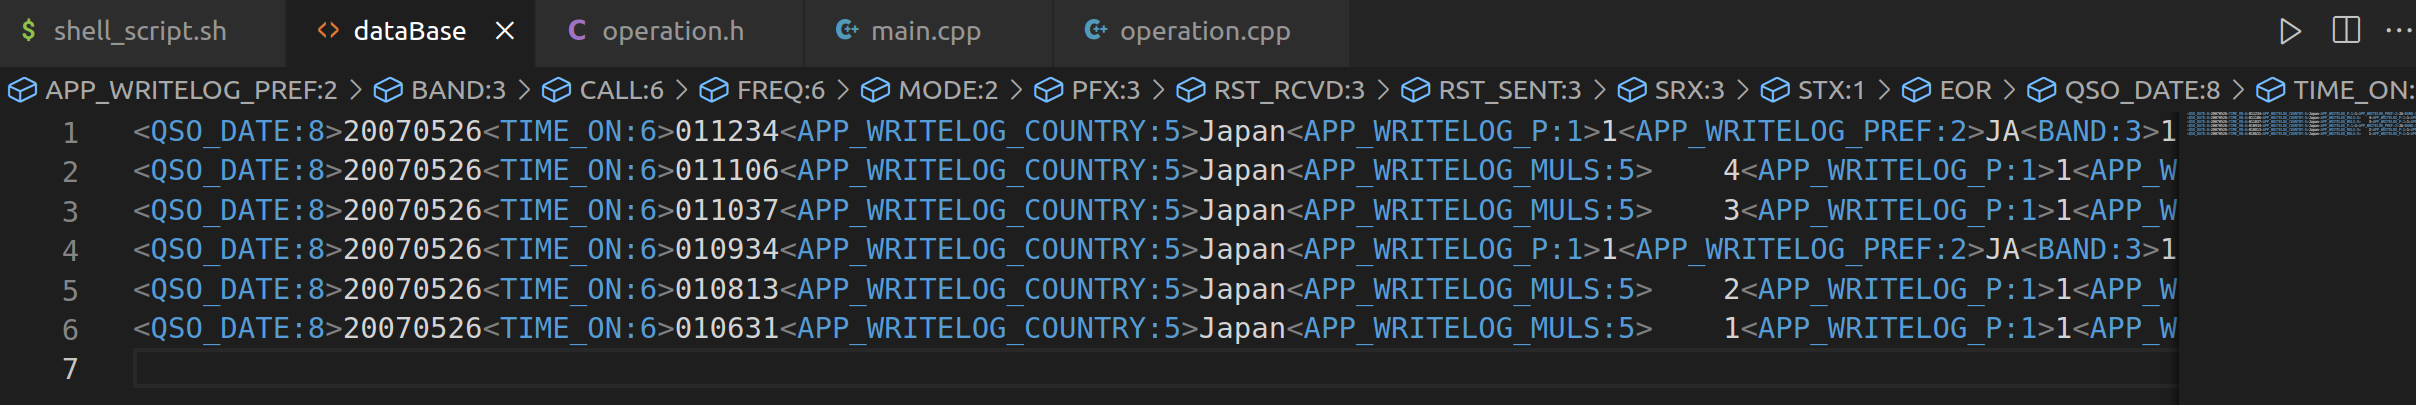 $ shell_script.sh <> dataBase × C operation.h C++ main.cpp C++ operation.cpp ...
APP_WRITELOG_PREF:2 > BAND:3 > CALL:6 > FREQ:6 > MODE:2 > PFX:3 > RST_RCVD:3 > RST_SENT:3 > SRX:3 > STX:1 > EOR > QSO_DATE:8 > TIME_ON:
1 <QSO_DATE:8>20070526<TIME_ON:6>011234<APP_WRITELOG_COUNTRY:5>Japan<APP_WRITELOG_P:1>1<APP_WRITELOG_PREF:2>JA<BAND:3>1
2 <QSO_DATE:8>20070526<TIME_ON:6>011106<APP_WRITELOG_COUNTRY:5>Japan<APP_WRITELOG_MULS:5>    4<APP_WRITELOG_P:1>1<APP_W
3 <QSO_DATE:8>20070526<TIME_ON:6>011037<APP_WRITELOG_COUNTRY:5>Japan<APP_WRITELOG_MULS:5>    3<APP_WRITELOG_P:1>1<APP_W
4 <QSO_DATE:8>20070526<TIME_ON:6>010934<APP_WRITELOG_COUNTRY:5>Japan<APP_WRITELOG_P:1>1<APP_WRITELOG_PREF:2>JA<BAND:3>1
5 <QSO_DATE:8>20070526<TIME_ON:6>010813<APP_WRITELOG_COUNTRY:5>Japan<APP_WRITELOG_MULS:5>    2<APP_WRITELOG_P:1>1<APP_W
6 <QSO_DATE:8>20070526<TIME_ON:6>010631<APP_WRITELOG_COUNTRY:5>Japan<APP_WRITELOG_MULS:5>    1<APP_WRITELOG_P:1>1<APP_W
7